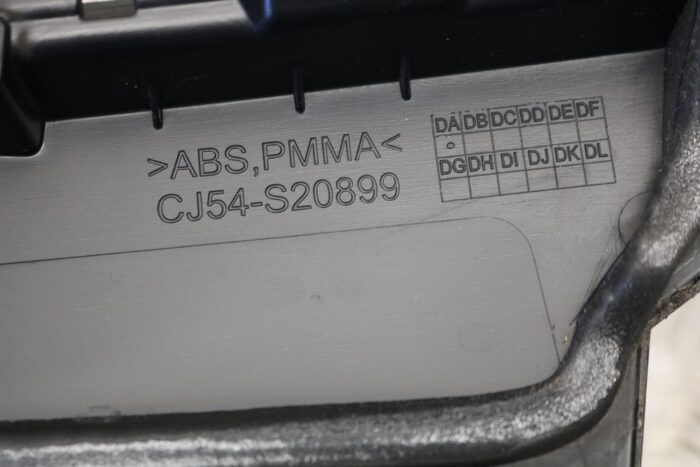 >ABS,PMMA<
CJ54-S20899
DA DB DC DD DE DF
DG DH DI DJ DK DL